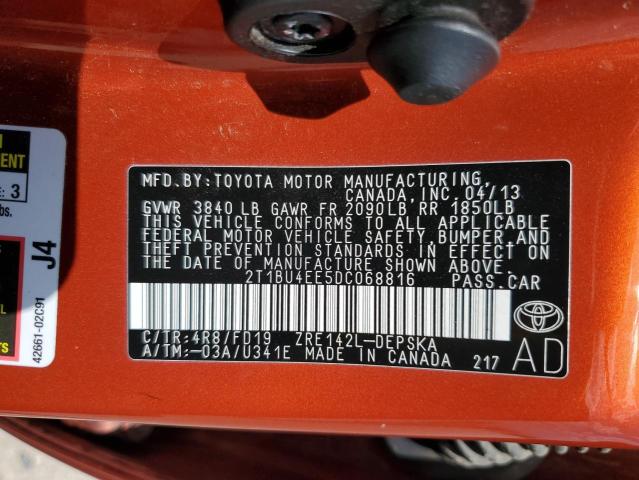 MFD.BY:TOYOTA MOTOR MANUFACTURING,
CANADA,INC.04/13
GVWR 3840 LB GAWR FR 2090LB RR 1850LB
THIS VEHICLE CONFORMS TO ALL APPLICABLE
FEDERAL MOTOR VEHICLE SAFETY,BUMPER,AND
THEFT PREVENTION STANDARDS IN EFFECT ON
THE DATE OF MANUFACTURE SHOWN ABOVE.
2T1BU4EE5DC068816 PASS.CAR
C/TR:4R8/FD19 ZRE142L-DEPSKA
A/TM:-03A/U341E MADE IN CANADA 217
AD
ENT
: 3
bs.
J4
42661-02C91